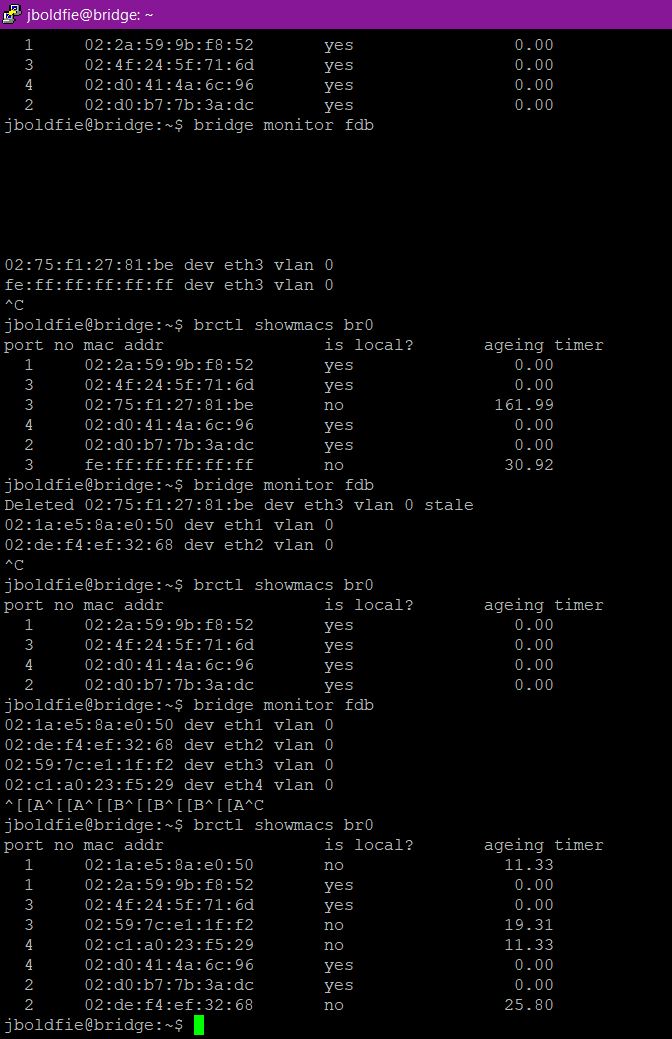 jboldfie@bridge: ~
1 02:2a:59:9b:f8:52 yes 0.00
3 02:4f:24:5f:71:6d yes 0.00
4 02:d0:41:4a:6c:96 yes 0.00
2 02:d0:b7:7b:3a:dc yes 0.00
jboldfie@bridge:~$ bridge monitor fdb
02:75:f1:27:81:be dev eth3 vlan 0
fe:ff:ff:ff:ff:ff dev eth3 vlan 0
^C
jboldfie@bridge:~$ brctl showmacs br0
port no mac addr is local? ageing timer
1 02:2a:59:9b:f8:52 yes 0.00
3 02:4f:24:5f:71:6d yes 0.00
3 02:75:f1:27:81:be no 161.99
4 02:d0:41:4a:6c:96 yes 0.00
2 02:d0:b7:7b:3a:dc yes 0.00
3 fe:ff:ff:ff:ff:ff no 30.92
jboldfie@bridge:~$ bridge monitor fdb
Deleted 02:75:f1:27:81:be dev eth3 vlan 0 stale
02:1a:e5:8a:e0:50 dev eth1 vlan 0
02:de:f4:ef:32:68 dev eth2 vlan 0
^C
jboldfie@bridge:~$ brctl showmacs br0
port no mac addr is local? ageing timer
1 02:2a:59:9b:f8:52 yes 0.00
3 02:4f:24:5f:71:6d yes 0.00
4 02:d0:41:4a:6c:96 yes 0.00
2 02:d0:b7:7b:3a:dc yes 0.00
jboldfie@bridge:~$ bridge monitor fdb
02:1a:e5:8a:e0:50 dev eth1 vlan 0
02:de:f4:ef:32:68 dev eth2 vlan 0
02:59:7c:e1:1f:f2 dev eth3 vlan 0
02:c1:a0:23:f5:29 dev eth4 vlan 0
^[[A^[[A^[[B^[[B^[[B^[[A^C
jboldfie@bridge:~$ brctl showmacs br0
port no mac addr is local? ageing timer
1 02:1a:e5:8a:e0:50 no 11.33
1 02:2a:59:9b:f8:52 yes 0.00
3 02:4f:24:5f:71:6d yes 0.00
3 02:59:7c:e1:1f:f2 no 19.31
4 02:c1:a0:23:f5:29 no 11.33
4 02:d0:41:4a:6c:96 yes 0.00
2 02:d0:b7:7b:3a:dc yes 0.00
2 02:de:f4:ef:32:68 no 25.80
jboldfie@bridge:~$